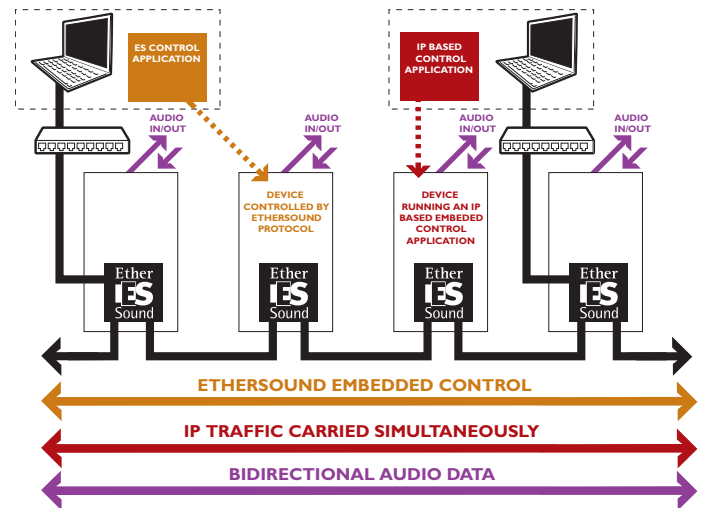 ES CONTROL
APPLICATION
IP BASED
CONTROL
APPLICATION
AUDIO
IN/OUT
AUDIO
IN/OUT
AUDIO
IN/OUT
AUDIO
IN/OUT
DEVICE
CONTROLLED BY
ETHERSOUND
PROTOCOL
DEVICE
RUNNING AN IP
BASED EMBEDED
CONTROL
APPLICATION
Ether
ES
Sound
Ether
ES
Sound
Ether
ES
Sound
Ether
ES
Sound
ETHERSOUND EMBEDDED CONTROL
IP TRAFFIC CARRIED SIMULTANEOUSLY
BIDIRECTIONAL AUDIO DATA